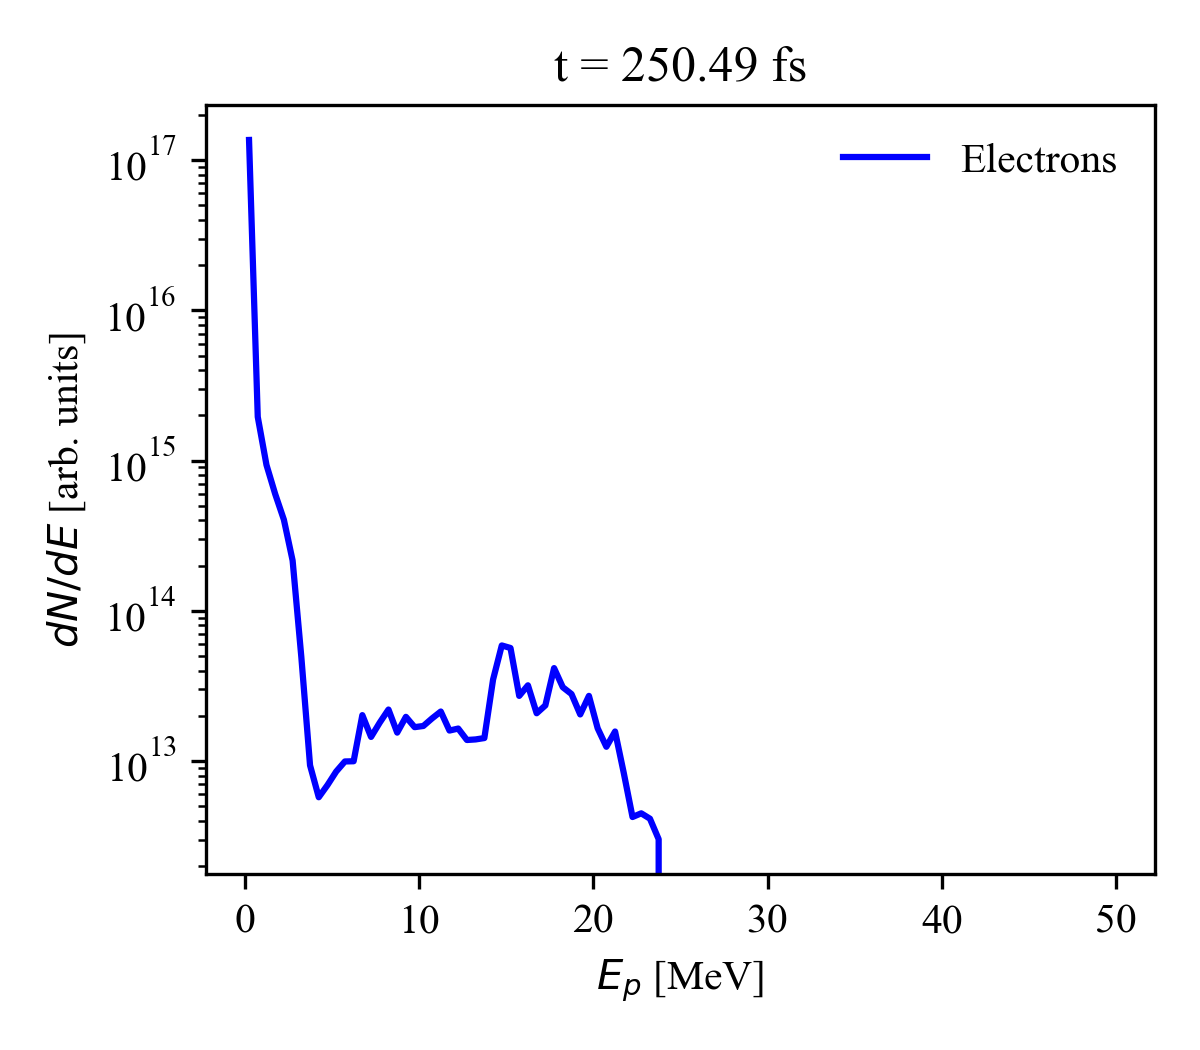 t = 250.49 fs
Electrons
10^17
10^16
10^15
10^14
10^13
dN/dE [arb. units]
0 10 20 30 40 50
E_p [MeV]